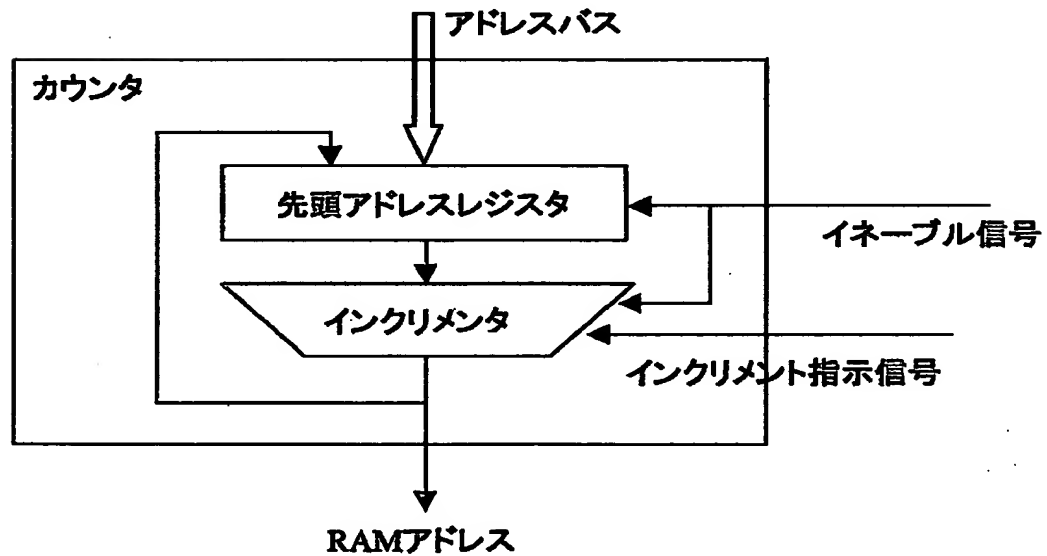 アドレスバス
カウンタ
先頭アドレスレジスタ
イネーブル信号
インクリメンタ
インクリメント指示信号
RAMアドレス